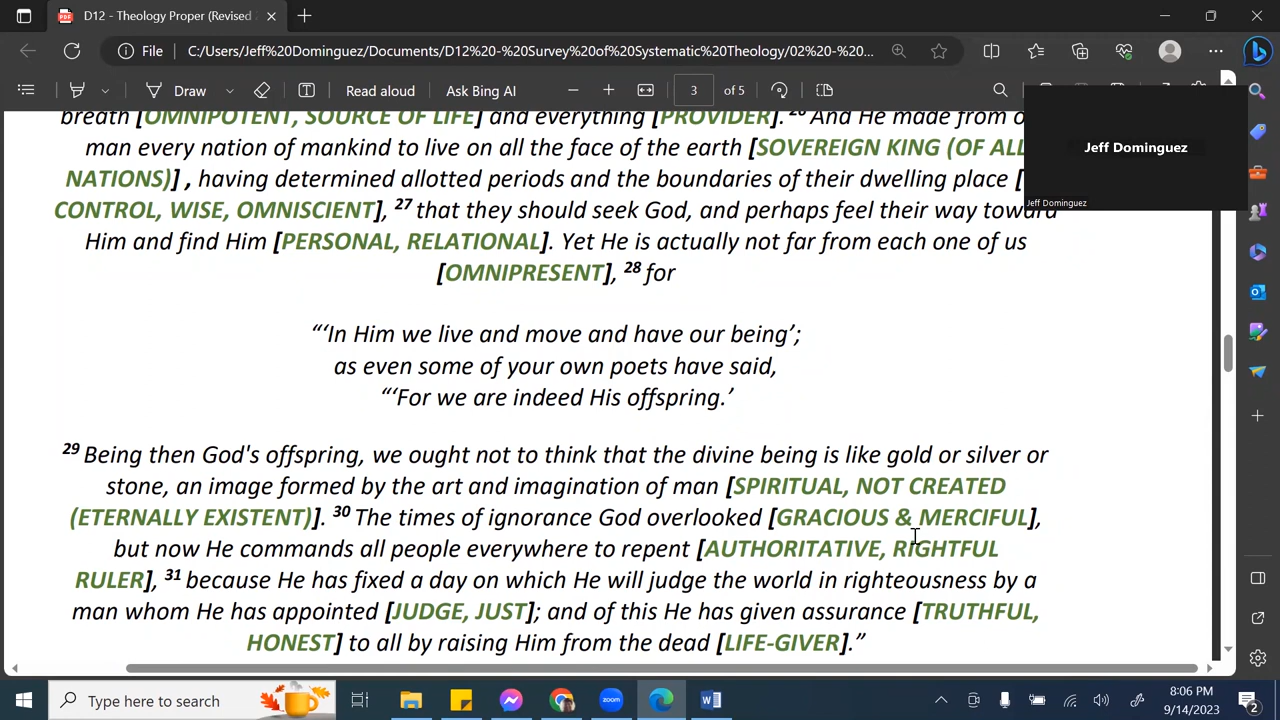 D12 - Theology Proper (Revised
File
C:/Users/Jeff%20Dominguez/Documents/D12%20-%20Survey%20of%20Systematic%20Theology/02%20-%20...
Draw
Read aloud
Ask Bing AI
3
of 5
Jeff Dominguez
Jeff Dominguez
breath [OMNIPOTENT, SOURCE OF LIFE] and everything [PROVIDER]. 26 And He made from
man every nation of mankind to live on all the face of the earth [SOVEREIGN KING (OF ALL
NATIONS)] , having determined allotted periods and the boundaries of their dwelling place [
CONTROL, WISE, OMNISCIENT], 27 that they should seek God, and perhaps feel their way toward
Him and find Him [PERSONAL, RELATIONAL]. Yet He is actually not far from each one of us
[OMNIPRESENT], 28 for
“‘In Him we live and move and have our being’;
as even some of your own poets have said,
“‘For we are indeed His offspring.’
29 Being then God's offspring, we ought not to think that the divine being is like gold or silver or
stone, an image formed by the art and imagination of man [SPIRITUAL, NOT CREATED
(ETERNALLY EXISTENT)]. 30 The times of ignorance God overlooked [GRACIOUS & MERCIFUL],
but now He commands all people everywhere to repent [AUTHORITATIVE, RIGHTFUL
RULER], 31 because He has fixed a day on which He will judge the world in righteousness by a
man whom He has appointed [JUDGE, JUST]; and of this He has given assurance [TRUTHFUL,
HONEST] to all by raising Him from the dead [LIFE-GIVER].”
Type here to search
8:06 PM
9/14/2023
2